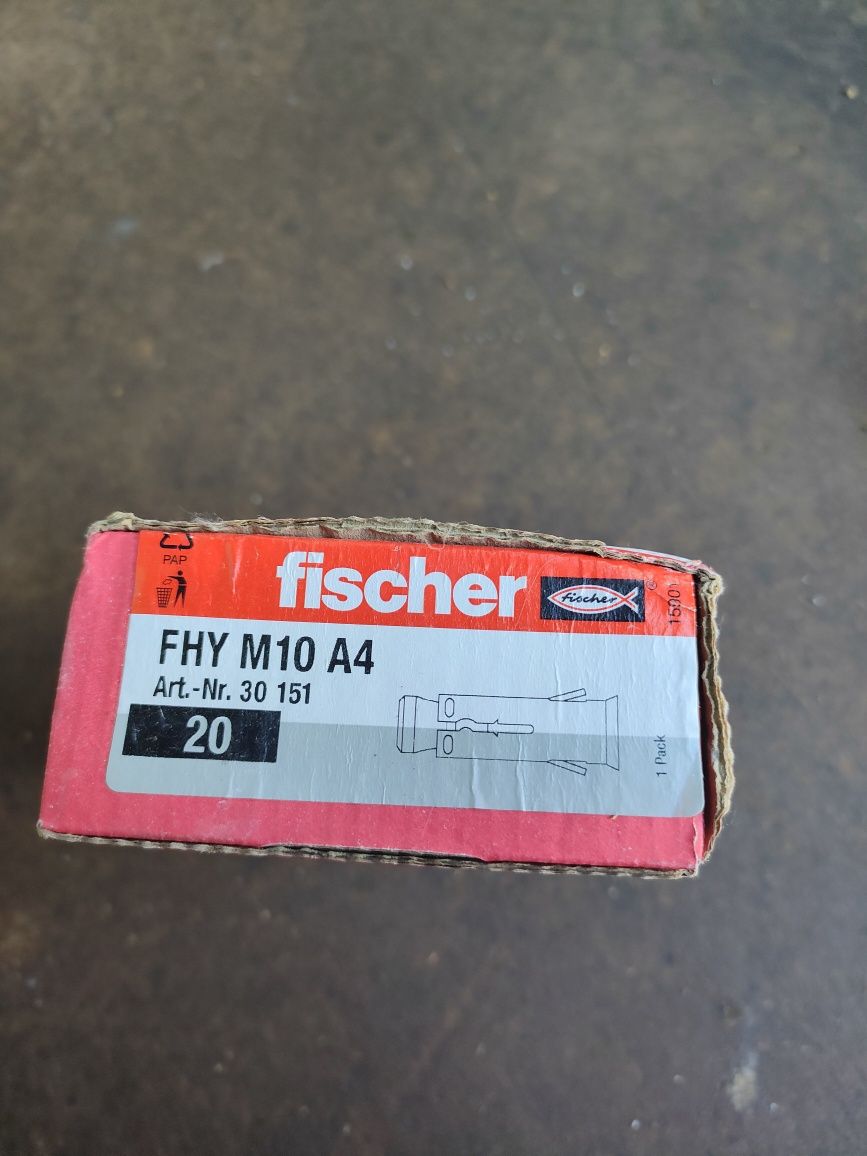 PAP
fischer
fischer
®
15001
FHY M10 A4
Art.-Nr. 30 151
20
1 Pack